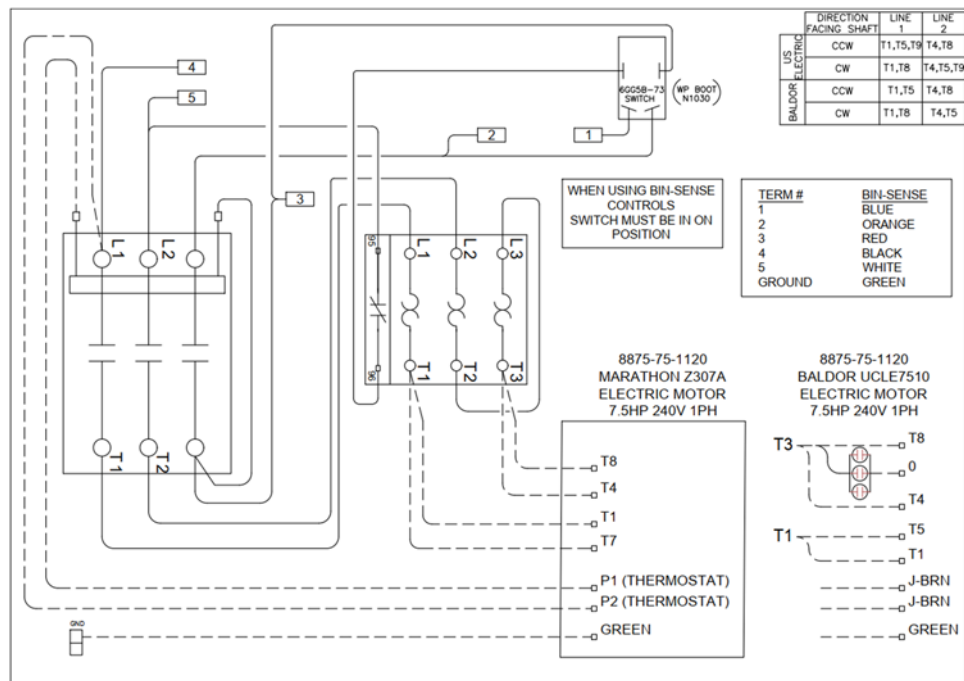 DIRECTION FACING SHAFT LINE 1 LINE 2
US ELECTRIC
CCW T1,T5,T9 T4,T8
CW T1,T8 T4,T5,T9
BALDOR
CCW T1,T5 T4,T8
CW T1,T8 T4,T5
4
5
6GG5B-73
SWITCH
(WP BOOT
N1030)
2
1
3
WHEN USING BIN-SENSE
CONTROLS
SWITCH MUST BE IN ON
POSITION
TERM # BIN-SENSE
1 BLUE
2 ORANGE
3 RED
4 BLACK
5 WHITE
GROUND GREEN
L1 L2
95 L1 L2 L3
96 T1 T2 T3
T1 T2
8875-75-1120
MARATHON Z307A
ELECTRIC MOTOR
7.5HP 240V 1PH
T8
T4
T1
T7
P1 (THERMOSTAT)
P2 (THERMOSTAT)
GREEN
GND
8875-75-1120
BALDOR UCLE7510
ELECTRIC MOTOR
7.5HP 240V 1PH
T3 T8
0
T4
T1 T5
T1
J-BRN
J-BRN
GREEN